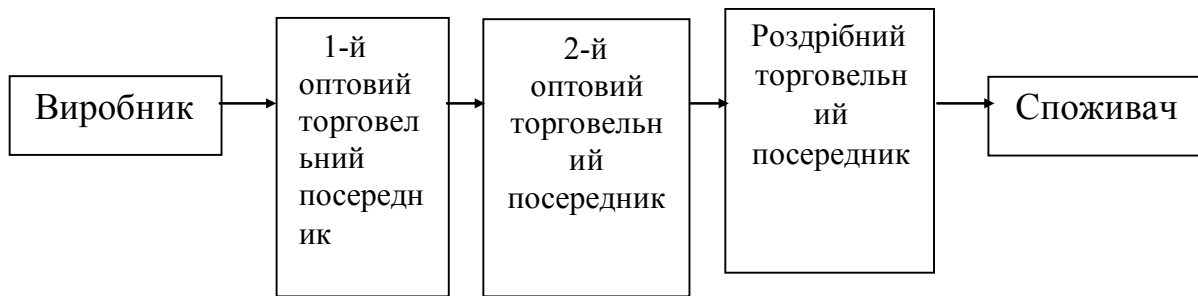 Виробник
1-й
оптовий
торговел
ьний
посередн
ик
2-й
оптовий
торговельн
ий
посередник
Роздрібний
торговельн
ий
посередник
Споживач